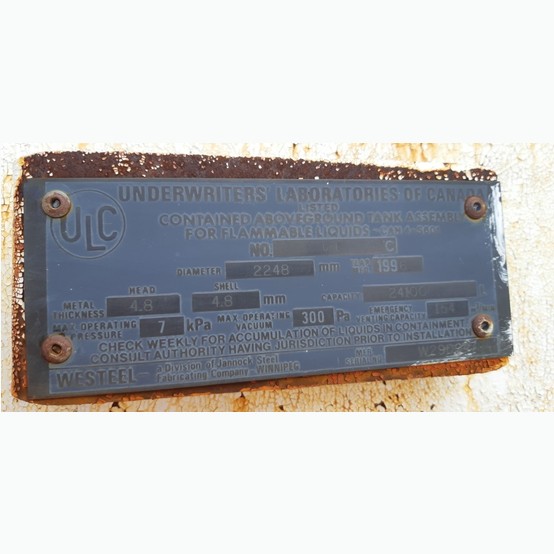 ULC
UNDERWRITERS LABORATORIES OF CANADA
LISTED
CONTAINED ABOVEGROUND TANK ASSEMBLY
FOR FLAMMABLE LIQUIDS
NO. C
DIAMETER 2248 mm
HEAD SHELL
METAL THICKNESS 4.8 4.8 mm CAPACITY
MAX. OPERATING PRESSURE 7 kPa MAX. OPERATING VACUUM 300 Pa EMERGENCY VENTING CAPACITY
CHECK WEEKLY FOR ACCUMULATION OF LIQUIDS IN CONTAINMENT
CONSULT AUTHORITY HAVING JURISDICTION PRIOR TO INSTALLATION
WESTEEL - a Division of Jannock Steel
Fabricating Company - WINNIPEG